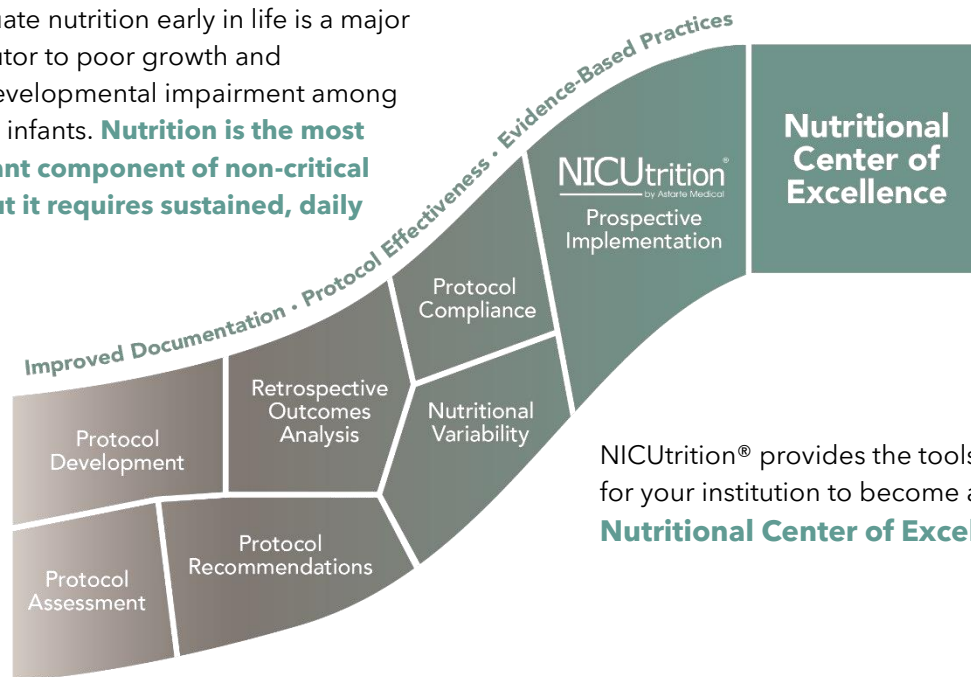 uate nutrition early in life is a major
utor to poor growth and
evelopmental impairment among
infants. Nutrition is the most
ant component of non-critical
ut it requires sustained, daily
Improved Documentation · Protocol Effectiveness · Evidence-Based Practices
Nutritional
Center of
Excellence
NICUtrition®
by Astarte Medical
Prospective
Implementation
Protocol
Compliance
Retrospective
Outcomes
Analysis
Nutritional
Variability
Protocol
Development
Protocol
Recommendations
Protocol
Assessment
NICUtrition® provides the tools
for your institution to become a
Nutritional Center of Excel